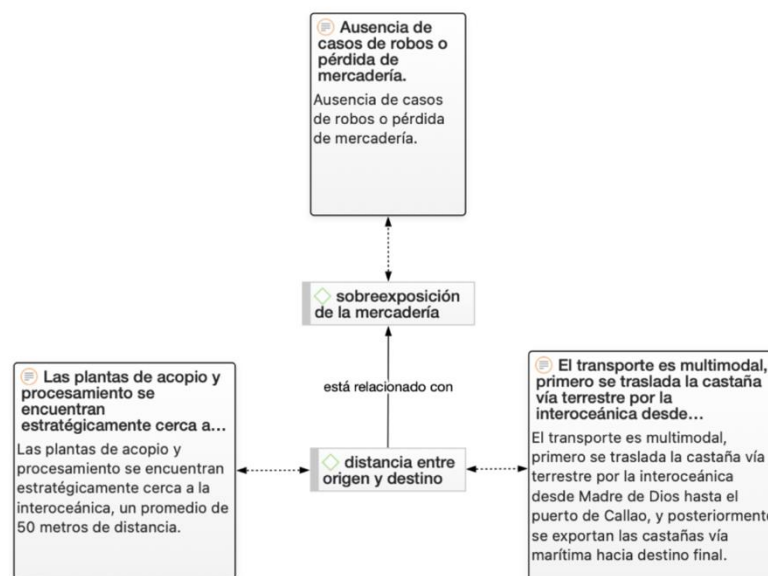 Ausencia de
casos de robos o
pérdida de
mercadería.
Ausencia de casos
de robos o pérdida
de mercadería.
sobreexposición
de la mercadería
está relacionado con
Las plantas de acopio y
procesamiento se
encuentran
estratégicamente cerca a...
Las plantas de acopio y
procesamiento se encuentran
estratégicamente cerca a la
interoceánica, un promedio de
50 metros de distancia.
distancia entre
origen y destino
El transporte es multimodal,
primero se traslada la castaña
vía terrestre por la
interoceánica desde...
El transporte es multimodal,
primero se traslada la castaña vía
terrestre por la interoceánica
desde Madre de Dios hasta el
puerto de Callao, y posteriormente
se exportan las castañas vía
marítima hacia destino final.